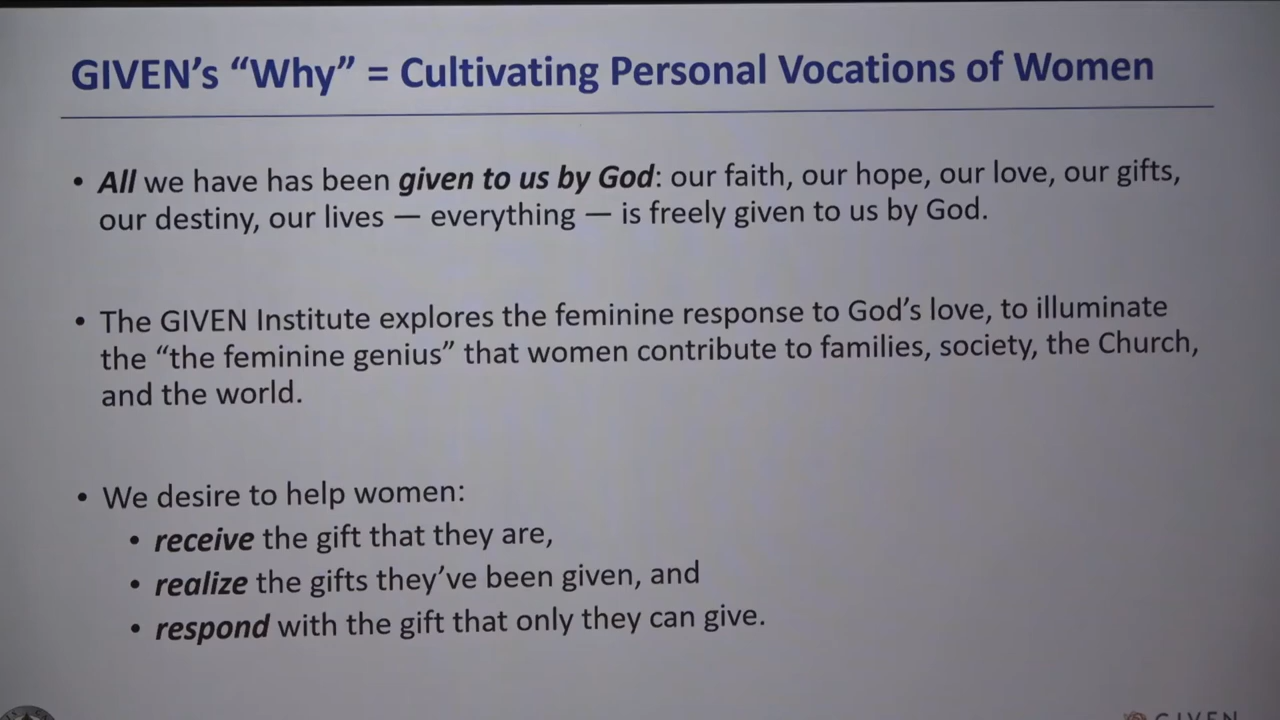 GIVEN's “Why” = Cultivating Personal Vocations of Women
• All we have has been given to us by God: our faith, our hope, our love, our gifts,
our destiny, our lives — everything — is freely given to us by God.
• The GIVEN Institute explores the feminine response to God's love, to illuminate
the “the feminine genius” that women contribute to families, society, the Church,
and the world.
• We desire to help women:
• receive the gift that they are,
• realize the gifts they've been given, and
• respond with the gift that only they can give.
GIVEN